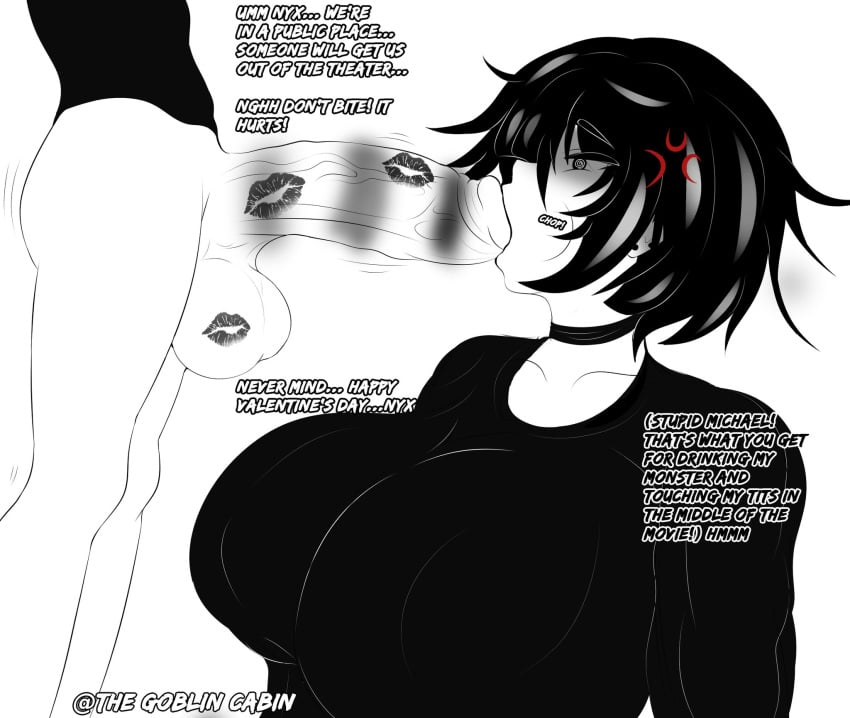 UMM NYX... WE'RE
IN A PUBLIC PLACE...
SOMEONE WILL GET US
OUT OF THE THEATER...
NGHH DON'T BITE! IT
HURTS!
CHOP!
NEVER MIND... HAPPY
VALENTINE'S DAY...NYX
(STUPID MICHAEL!
THAT'S WHAT YOU GET
FOR DRINKING MY
MONSTER AND
TOUCHING MY TITS IN
THE MIDDLE OF THE
MOVIE!) HMMM
@THE GOBLIN CABIN